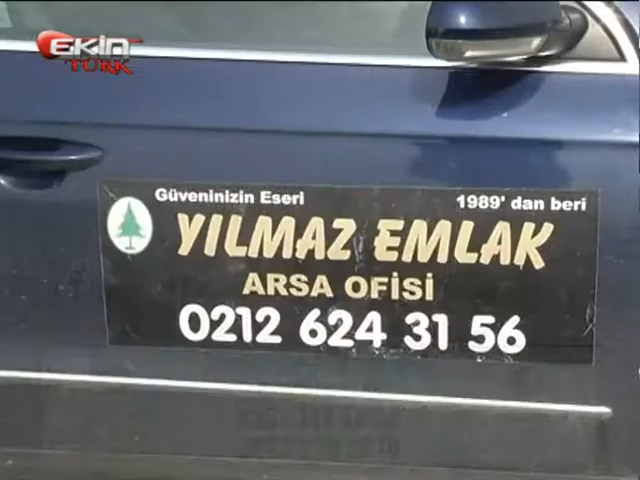 EKİN
TÜRK
Güveninizin Eseri
1989' dan beri
YILMAZ EMLAK
ARSA OFİSİ
0212 624 31 56